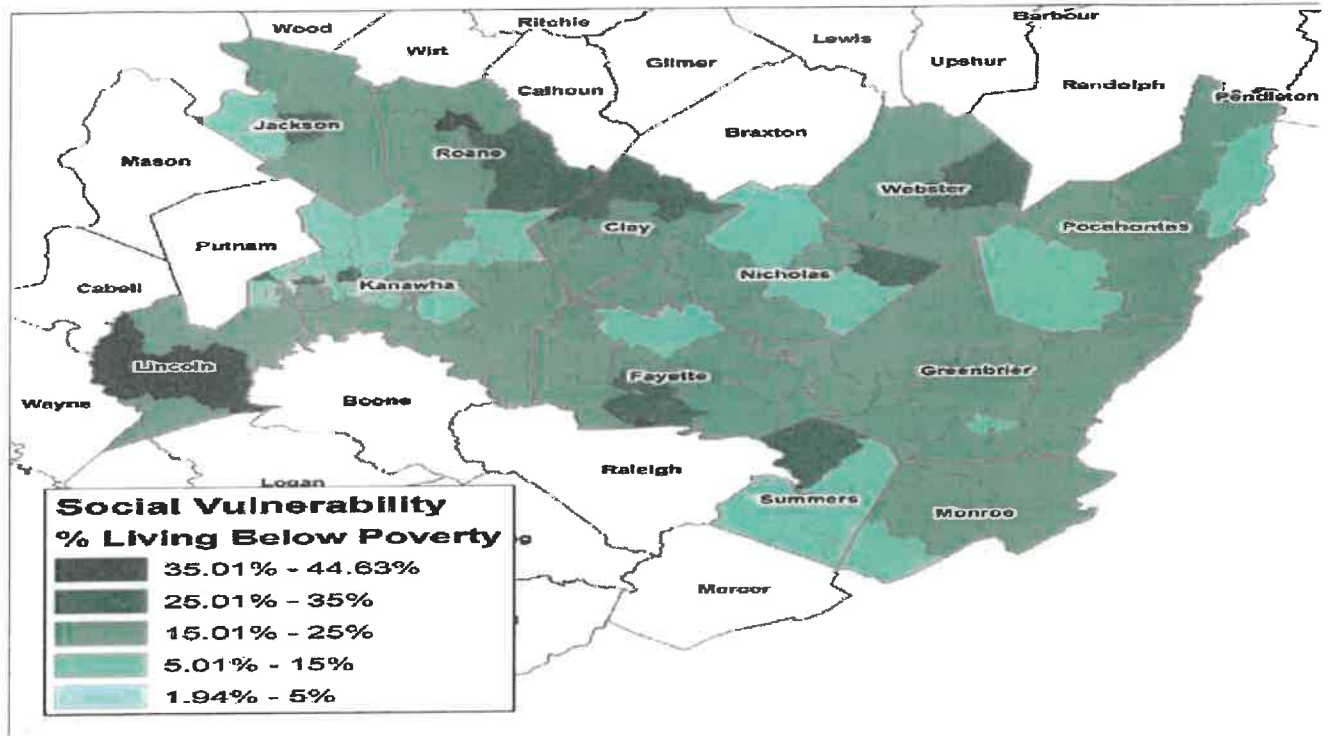 Barbour
Ritchie
Wood
Lewis
Wirt
Gilmer
Upshur
Calhoun
Randolph
Pendleton
Jackson
Braxton
Roane
Mason
Webster
Clay
Pocahontas
Putnam
Nicholas
Kanawha
Cabell
Lincoln
Greenbrier
Fayette
Wayne
Boone
Raleigh
Logan
Summers
Monroe
Mercer
Social Vulnerability
% Living Below Poverty
35.01% - 44.63%
25.01% - 35%
15.01% - 25%
5.01% - 15%
1.94% - 5%